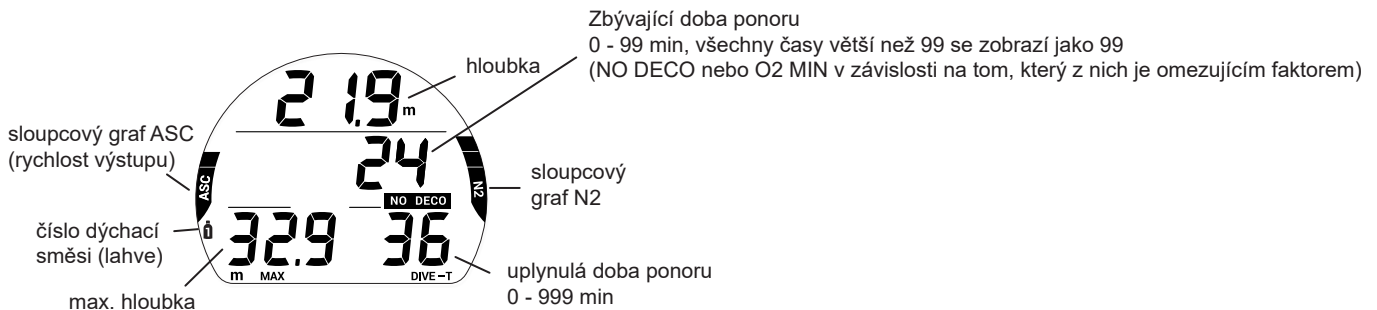 Zbývající doba ponoru
0 - 99 min, všechny časy větší než 99 se zobrazí jako 99
(NO DECO nebo O2 MIN v závislosti na tom, který z nich je omezujícím faktorem)
hloubka
21.9 m
sloupcový graf ASC
(rychlost výstupu)
ASC
24
NO DECO
N2
sloupcový
graf N2
číslo dýchací
směsi (lahve)
1
32.9
m MAX
36
DIVE-T
uplynulá doba ponoru
0 - 999 min
max. hloubka